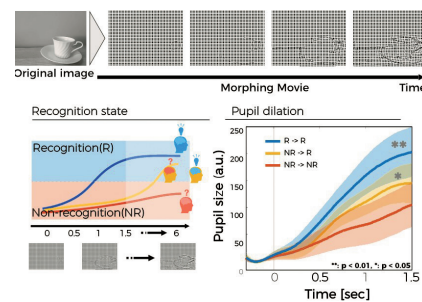 Original image
Morphing Movie
Time
Recognition state
Recognition(R)
?
?
?
Non-recognition(NR)
0 0.5 1 1.5 6
Pupil dilation
Pupil size (a.u.)
250
200
150
100
50
0
R -> R
NR -> R
NR -> NR
**
*
**: p < 0.01, *: p < 0.05
0 0.5 1.0 1.5
Time [sec]